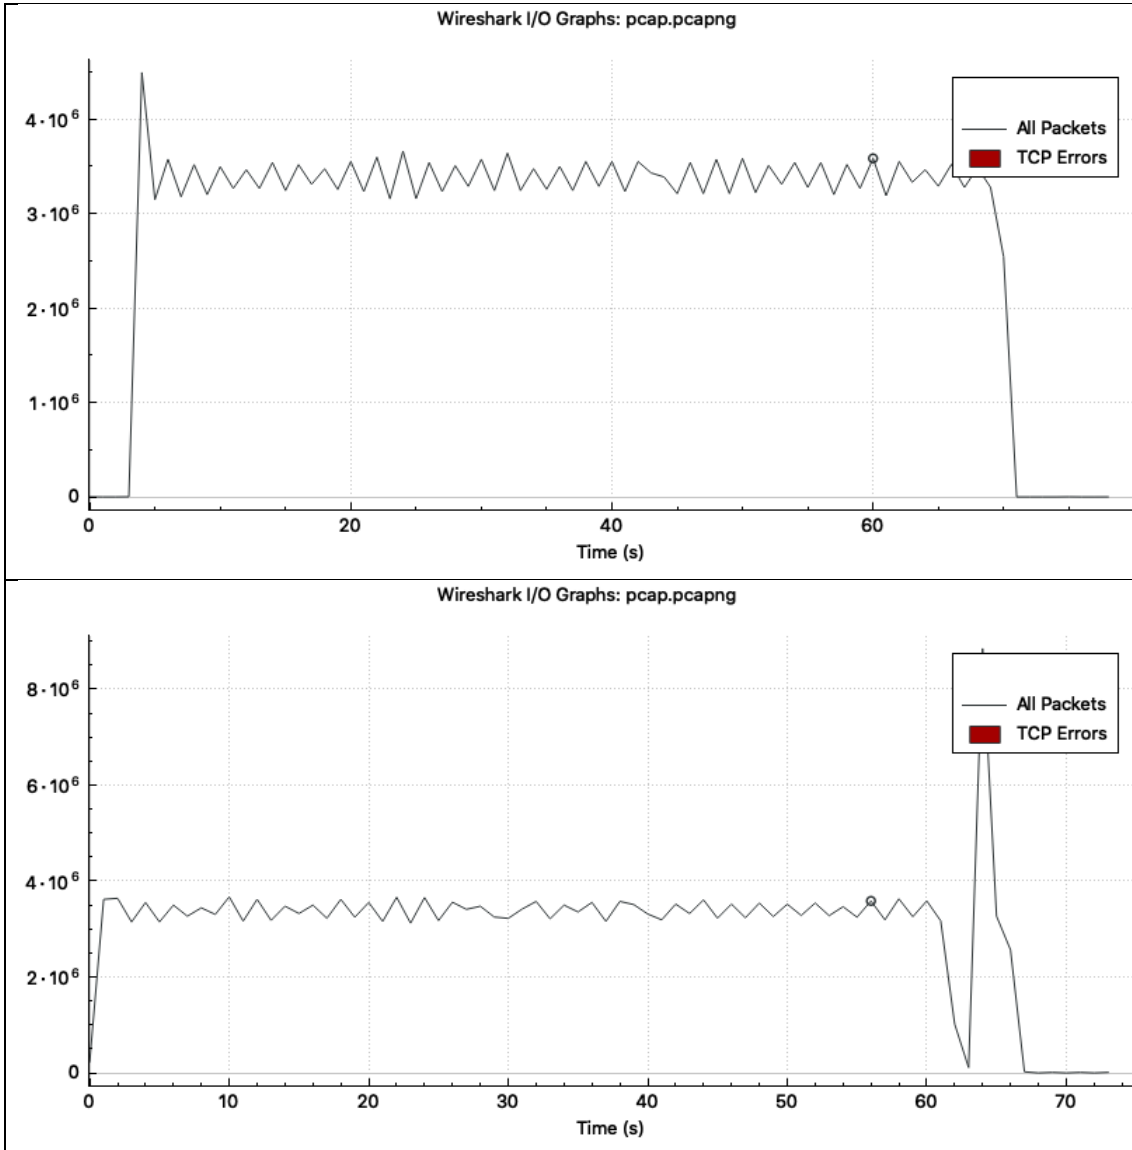 Wireshark I/O Graphs: pcap.pcapng
All Packets
TCP Errors
4·10⁶
3·10⁶
2·10⁶
1·10⁶
0
0 20 40 60
Time (s)
Wireshark I/O Graphs: pcap.pcapng
All Packets
TCP Errors
8·10⁶
6·10⁶
4·10⁶
2·10⁶
0
0 10 20 30 40 50 60 70
Time (s)